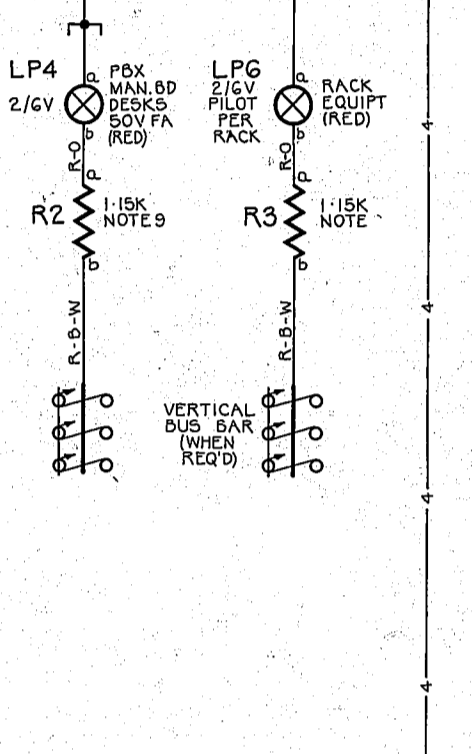 LP4
2/6V
PBX
MAN.BD
DESKS
50V FA
(RED)
a
b
R-O
a
R2
1·15K
NOTE 9
b
R-B-W
LP6
2/6V
PILOT
PER
RACK
RACK
EQUIPT
(RED)
a
b
R-O
a
R3
1·15K
NOTE
b
R-B-W
VERTICAL
BUS BAR
(WHEN
REQ'D)
4
4
4
4